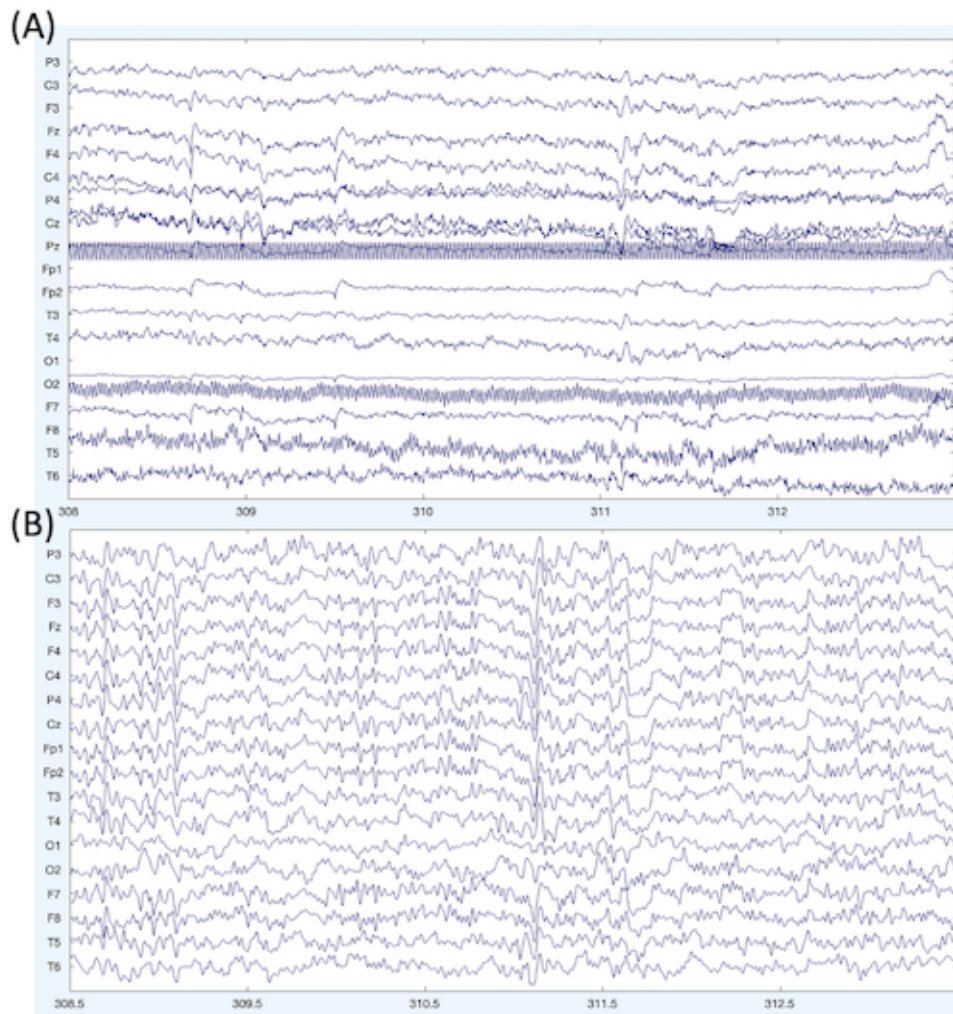 (A)
P3
C3
F3
Fz
F4
C4
P4
Cz
Pz
Fp1
Fp2
T3
T4
O1
O2
F7
F8
T5
T6
308 309 310 311 312
(B)
P3
C3
F3
Fz
F4
C4
P4
Cz
Fp1
Fp2
T3
T4
O1
O2
F7
F8
T5
T6
308.5 309.5 310.5 311.5 312.5